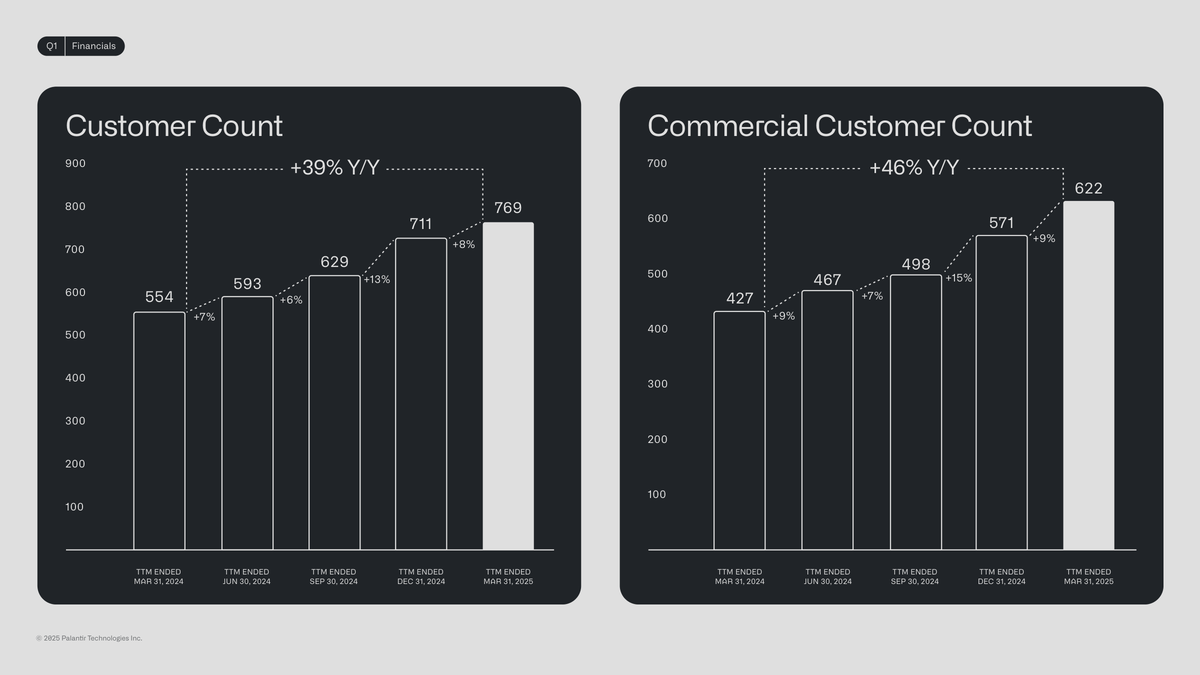 Q1 Financials
Customer Count
900
800
700
600
500
400
300
200
100
+39% Y/Y
554
593
629
711
769
+7%
+6%
+13%
+8%
TTM ENDED
MAR 31, 2024
TTM ENDED
JUN 30, 2024
TTM ENDED
SEP 30, 2024
TTM ENDED
DEC 31, 2024
TTM ENDED
MAR 31, 2025
Commercial Customer Count
700
600
500
400
300
200
100
+46% Y/Y
427
467
498
571
622
+9%
+7%
+15%
+9%
TTM ENDED
MAR 31, 2024
TTM ENDED
JUN 30, 2024
TTM ENDED
SEP 30, 2024
TTM ENDED
DEC 31, 2024
TTM ENDED
MAR 31, 2025
© 2025 Palantir Technologies Inc.